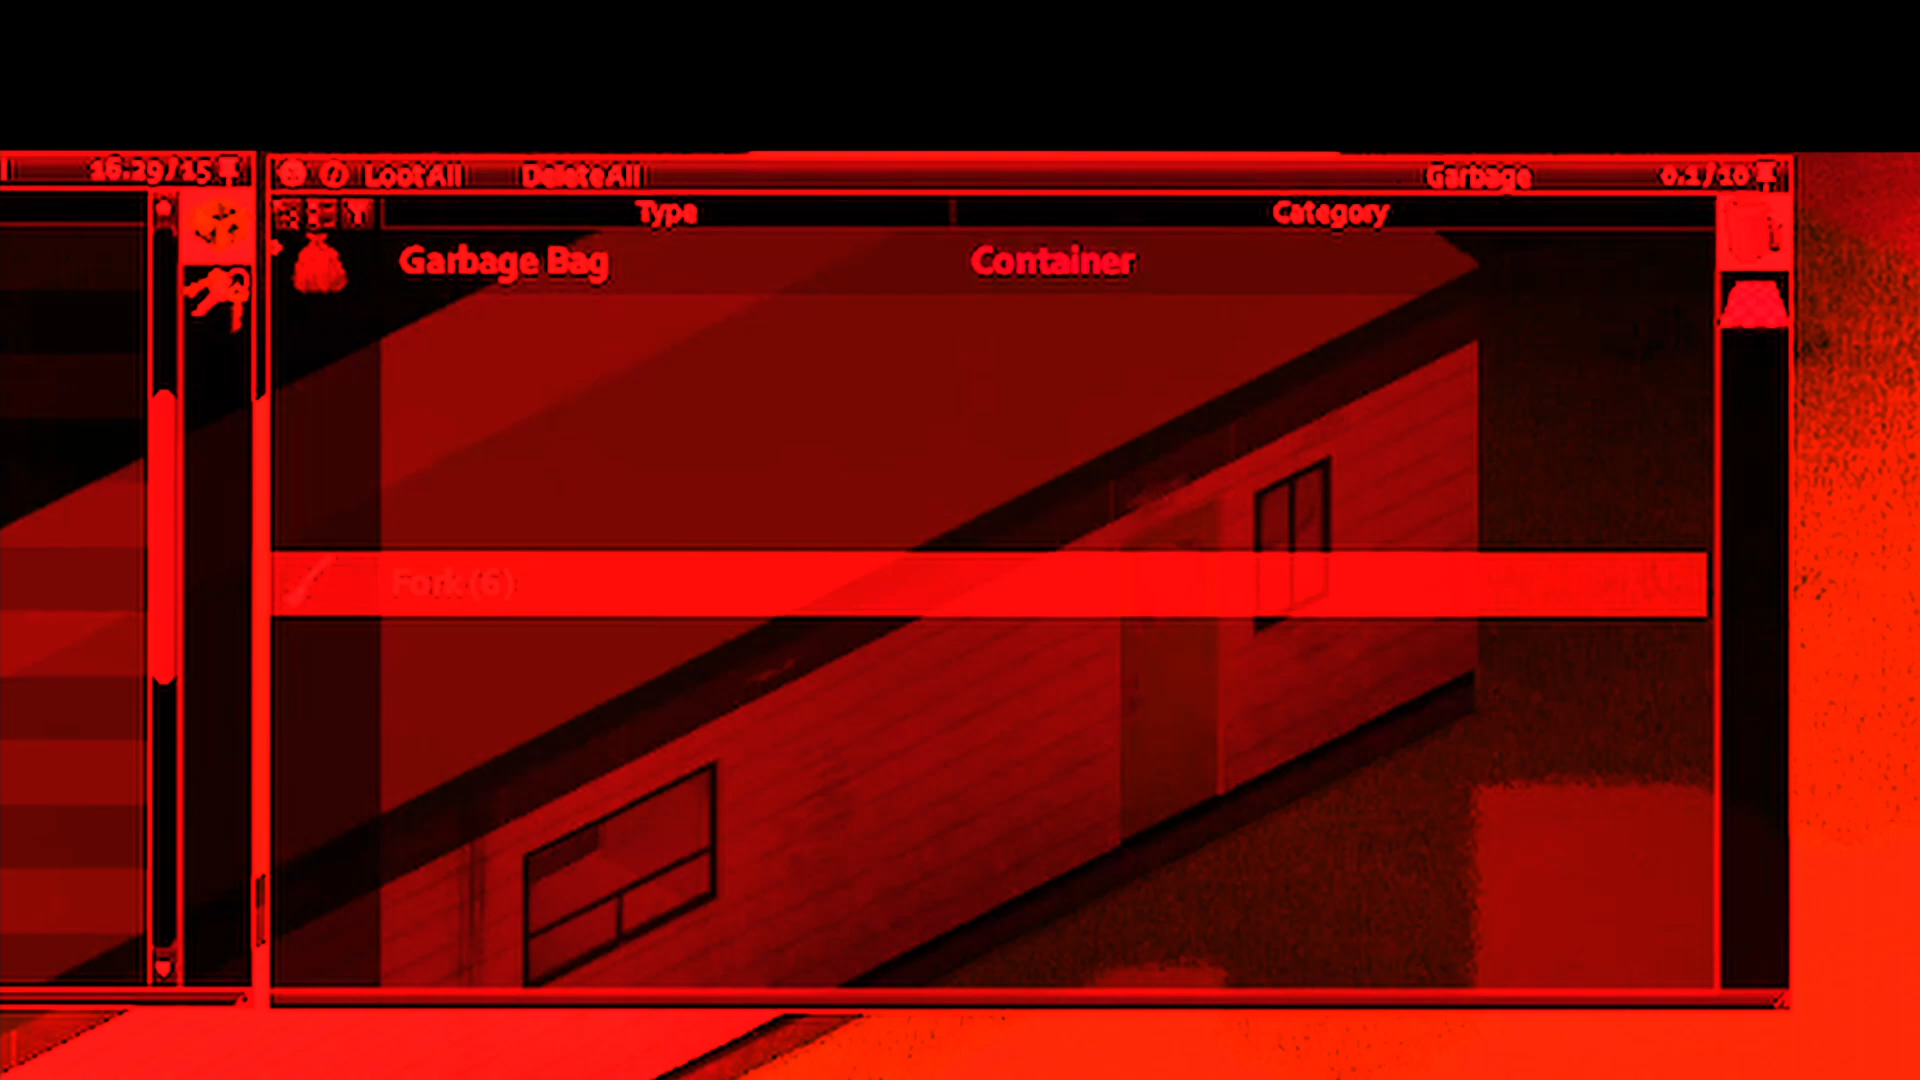 16.29 / 15
Loot All
Delete All
Garbage
0.1 / 10
Type
Category
Garbage Bag
Container
Fork (6)